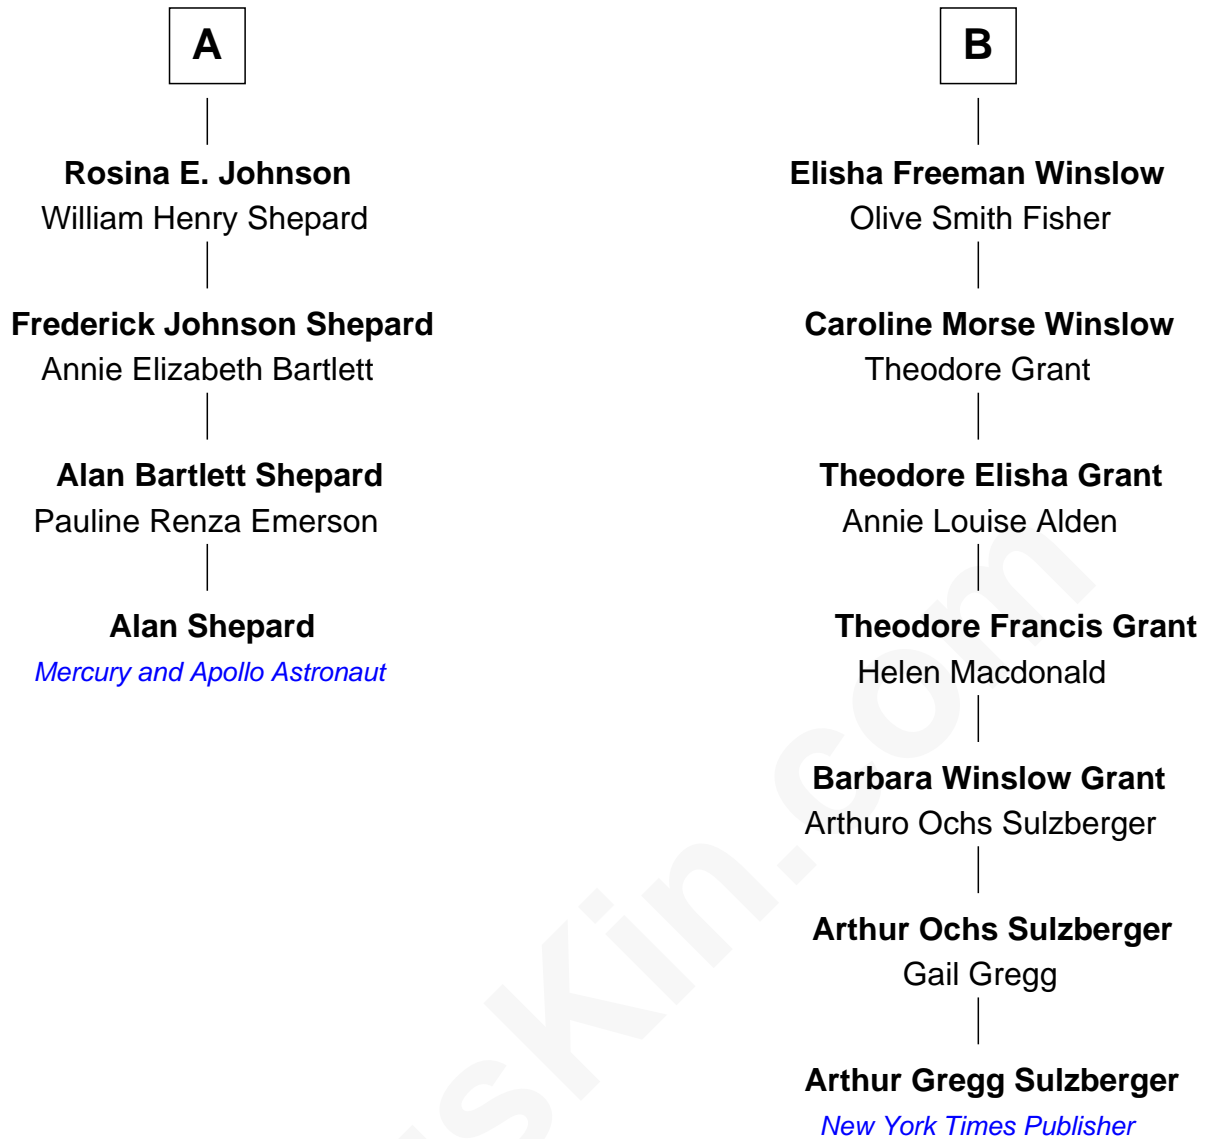 A
Rosina E. Johnson
William Henry Shepard
Frederick Johnson Shepard
Annie Elizabeth Bartlett
Alan Bartlett Shepard
Pauline Renza Emerson
Alan Shepard
Mercury and Apollo Astronaut
B
Elisha Freeman Winslow
Olive Smith Fisher
Caroline Morse Winslow
Theodore Grant
Theodore Elisha Grant
Annie Louise Alden
Theodore Francis Grant
Helen Macdonald
Barbara Winslow Grant
Arthuro Ochs Sulzberger
Arthur Ochs Sulzberger
Gail Gregg
Arthur Gregg Sulzberger
New York Times Publisher